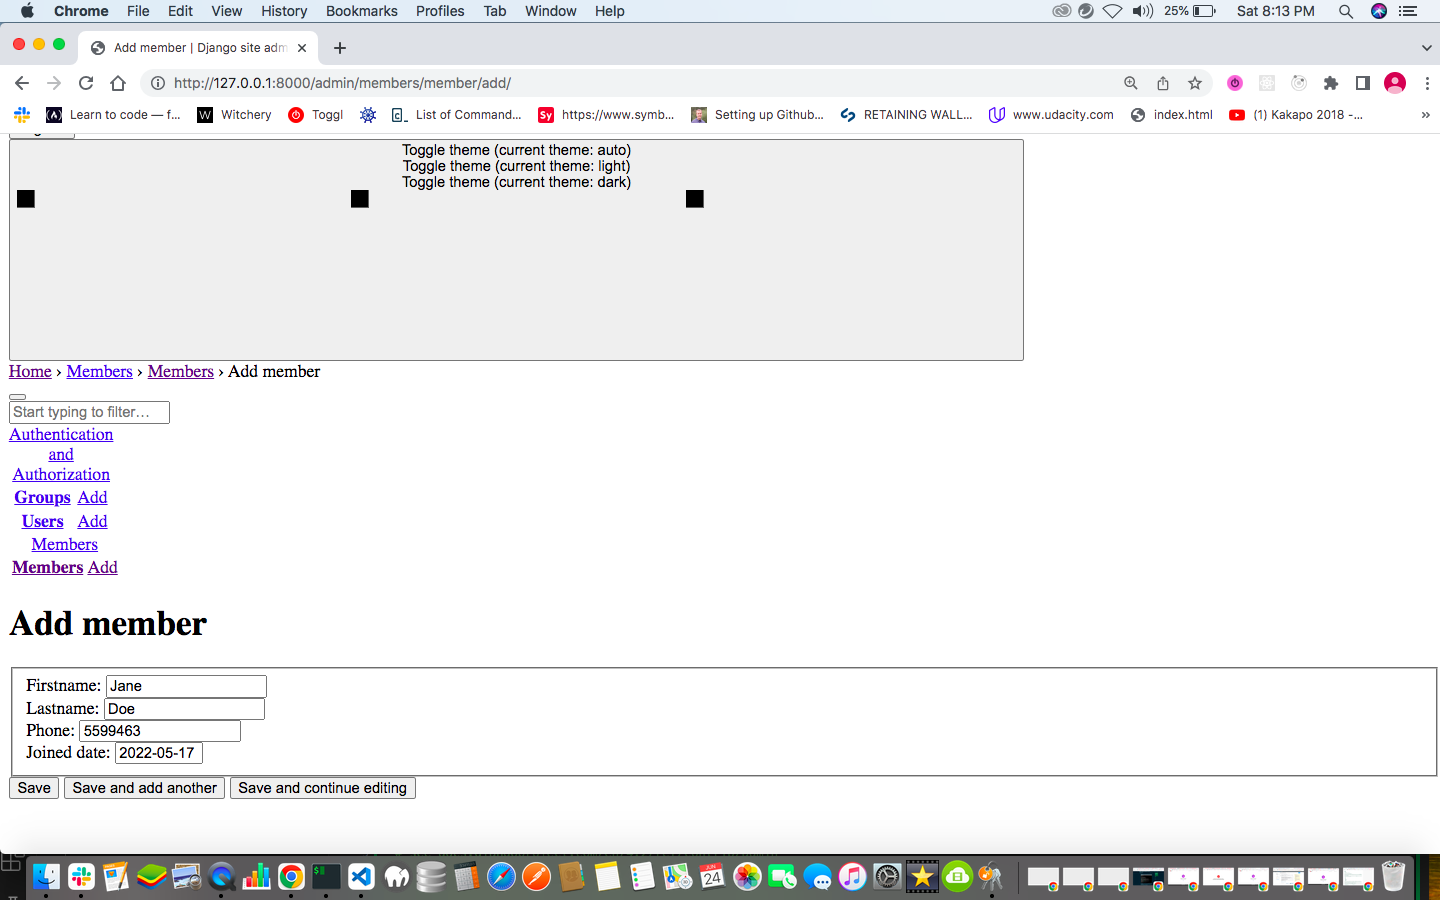 Chrome File Edit View History Bookmarks Profiles Tab Window Help 25% Sat 8:13 PM
Add member | Django site adm
http://127.0.0.1:8000/admin/members/member/add/
Learn to code — f... W Witchery Toggl List of Command... Sy https://www.symb... Setting up Github... RETAINING WALL... www.udacity.com index.html (1) Kakapo 2018 -... »
Toggle theme (current theme: auto)
Toggle theme (current theme: light)
Toggle theme (current theme: dark)
Home › Members › Members › Add member
Start typing to filter...
Authentication
and
Authorization
Groups Add
Users Add
Members
Members Add
Add member
Firstname: Jane
Lastname: Doe
Phone: 5599463
Joined date: 2022-05-17
Save Save and add another Save and continue editing
JUN
24